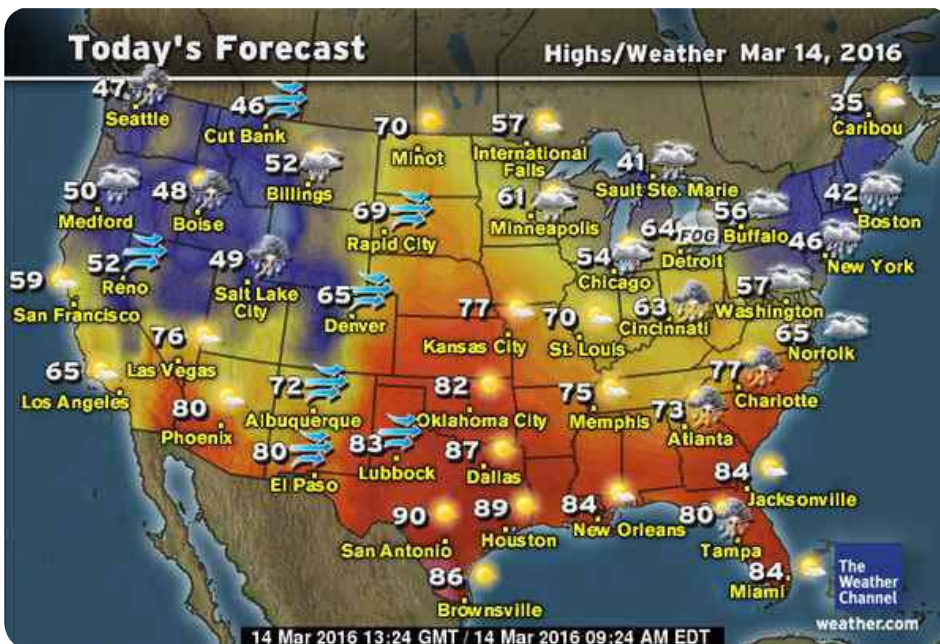 Today's Forecast
Highs/Weather Mar 14, 2016
47
Seattle
46
Cut Bank
70
Minot
57
International
Falls
35
Caribou
52
Billings
41
Sault Ste. Marie
50
Medford
48
Boise
69
Rapid City
61
Minneapolis
64
FOG
Detroit
56
Buffalo
42
Boston
46
New York
59
San Francisco
52
Reno
49
Salt Lake
City
65
Denver
54
Chicago
77
Kansas City
70
St. Louis
63
Cincinnati
57
Washington
65
Norfolk
76
Las Vegas
65
Los Angeles
80
Phoenix
72
Albuquerque
82
Oklahoma City
75
Memphis
77
Charlotte
73
Atlanta
80
El Paso
83
Lubbock
87
Dallas
84
Jacksonville
90
San Antonio
89
Houston
84
New Orleans
80
Tampa
86
Brownsville
84
Miami
The
Weather
Channel
weather.com
14 Mar 2016 13:24 GMT / 14 Mar 2016 09:24 AM EDT